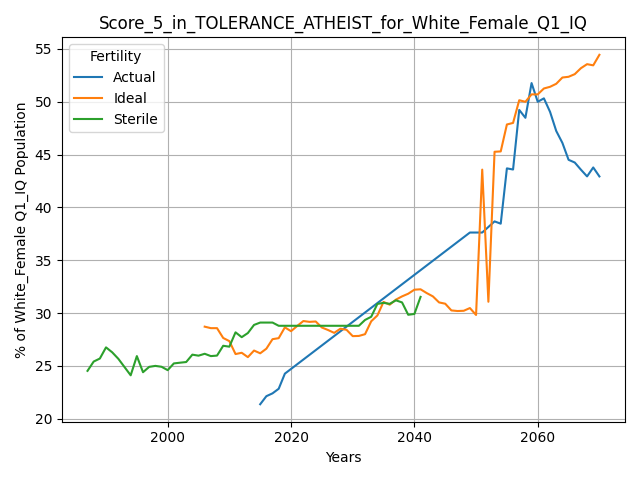 Score_5_in_TOLERANCE_ATHEIST_for_White_Female_Q1_IQ
Fertility
Actual
Ideal
Sterile
% of White_Female Q1_IQ Population
55
50
45
40
35
30
25
20
2000
2020
2040
2060
Years